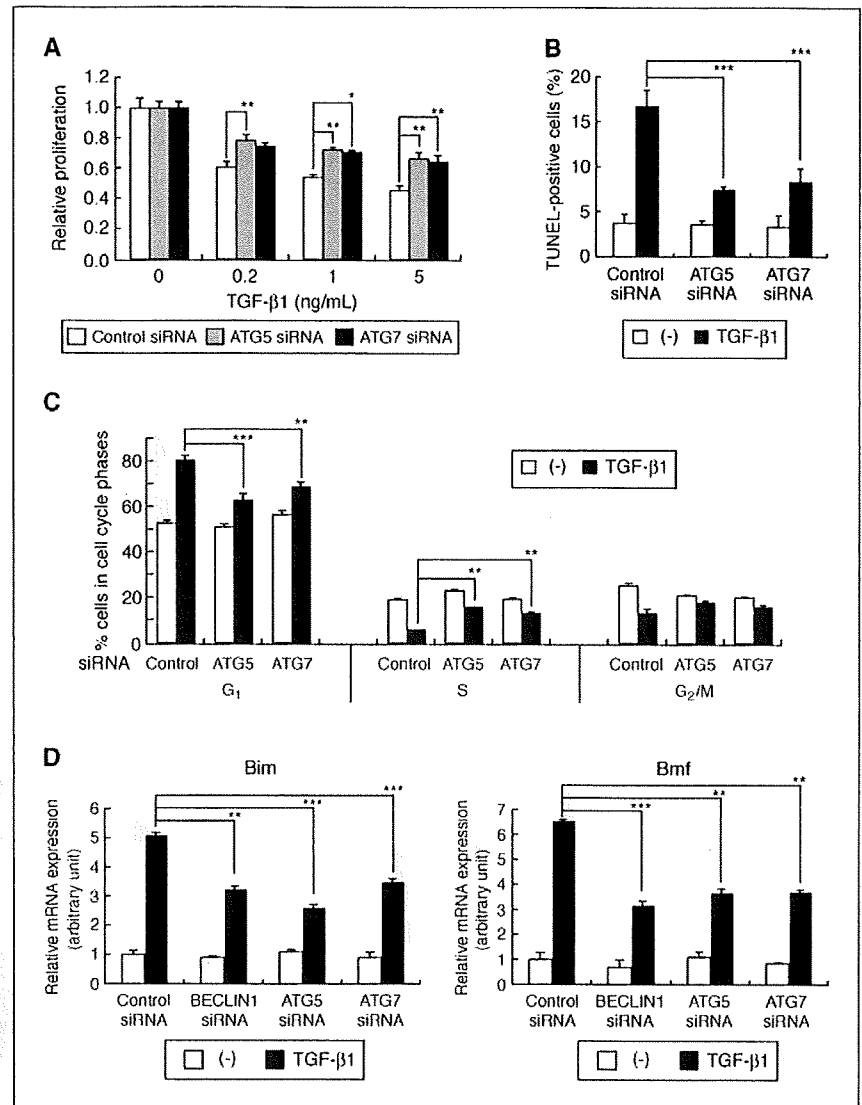 A
Relative proliferation
1.2
1.0
0.8
0.6
0.4
0.2
0.0
**
**
*
**
**
0
0.2
1
5
TGF-β1 (ng/mL)
Control siRNA
ATG5 siRNA
ATG7 siRNA
B
TUNEL-positive cells (%)
20
15
10
5
0
***
***
Control siRNA
ATG5 siRNA
ATG7 siRNA
(-)
TGF-β1
C
% cells in cell cycle phases
80
60
40
20
0
***
**
**
**
(-)
TGF-β1
siRNA
Control
ATG5
ATG7
Control
ATG5
ATG7
Control
ATG5
ATG7
G₁
S
G₂/M
D
Bim
Relative mRNA expression
(arbitrary unit)
6
5
4
3
2
1
0
***
***
**
Control siRNA
BECLIN1 siRNA
ATG5 siRNA
ATG7 siRNA
(-)
TGF-β1
Bmf
Relative mRNA expression
(arbitrary unit)
7
6
5
4
3
2
1
0
**
**
***
Control siRNA
BECLIN1 siRNA
ATG5 siRNA
ATG7 siRNA
(-)
TGF-β1